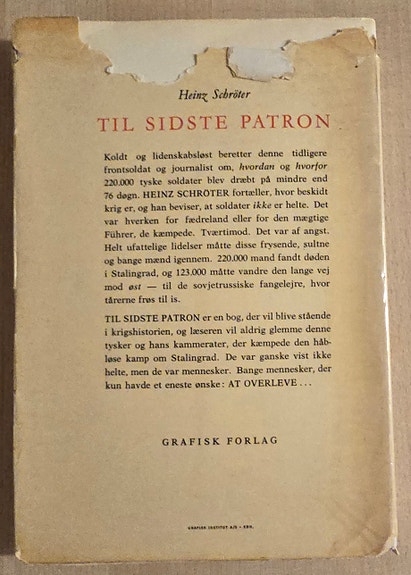 Heinz Schröter
TIL SIDSTE PATRON
Koldt og lidenskabsløst beretter denne tidligere
frontsoldat og journalist om, hvordan og hvorfor
220.000 tyske soldater blev dræbt på mindre end
76 døgn. HEINZ SCHRÖTER fortæller, hvor beskidt
krig er, og han beviser, at soldater ikke er helte. Det
var hverken for fædreland eller for den mægtige
Führer, de kæmpede. Tværtimod. Det var af angst.
Helt ufattelige lidelser måtte disse frysende, sultne
og bange mænd igennem. 220.000 mand fandt døden
i Stalingrad, og 123.000 måtte vandre den lange vej
mod øst — til de sovjetrussiske fangelejre, hvor
tårerne frøs til is.
TIL SIDSTE PATRON er en bog, der vil blive stående
i krigshistorien, og læseren vil aldrig glemme denne
tysker og hans kammerater, der kæmpede den håb-
løse kamp om Stalingrad. De var ganske vist ikke
helte, men de var mennesker. Bange mennesker, der
kun havde et eneste ønske: AT OVERLEVE . . .
GRAFISK FORLAG
GRAFISK INSTITUT A/S • KBH.